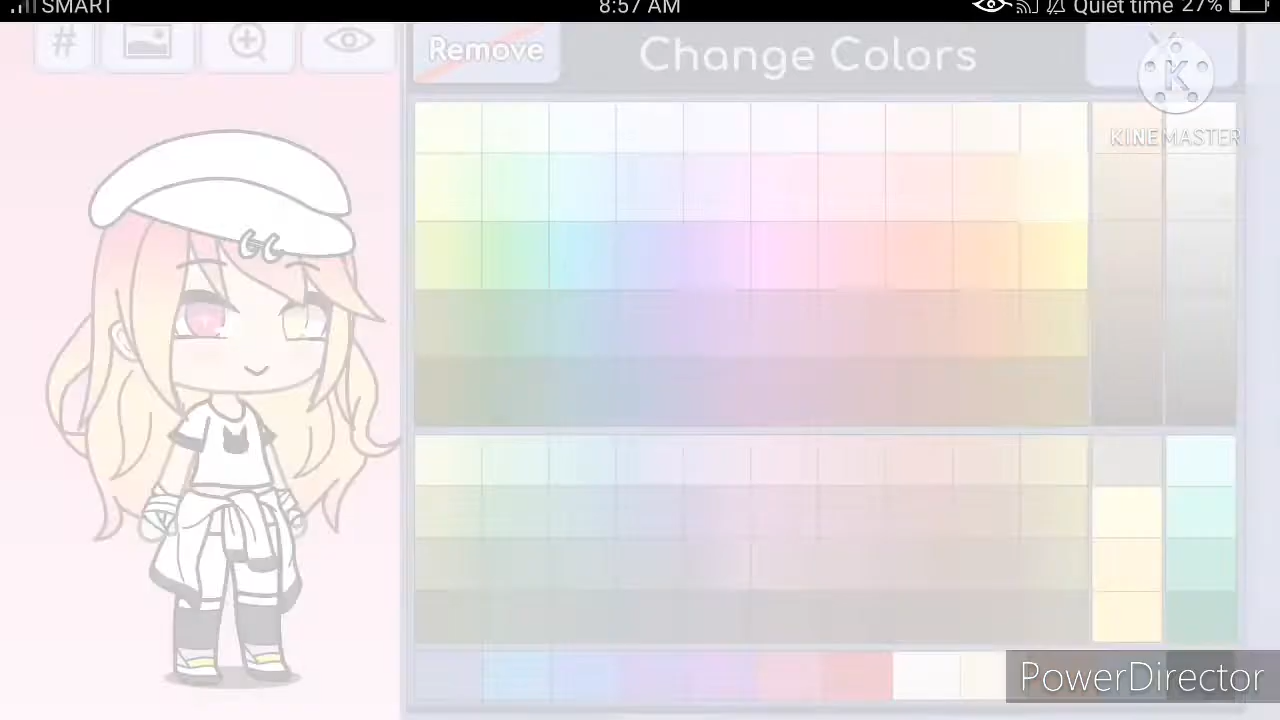 SMART 8:57 AM Quiet time 27%
#
Remove Change Colors
K
KINEMASTER
PowerDirector